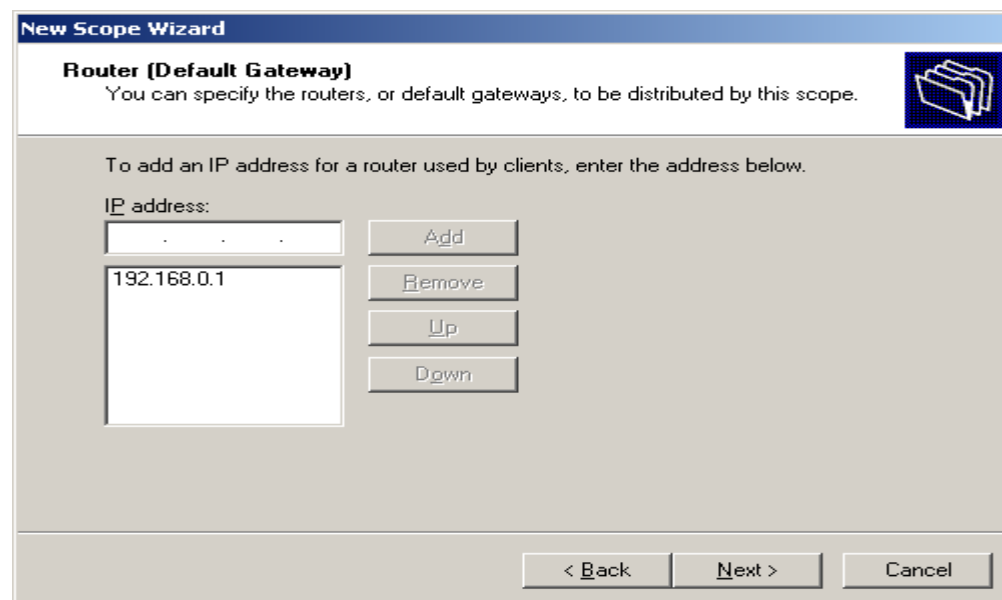 New Scope Wizard
Router (Default Gateway)
You can specify the routers, or default gateways, to be distributed by this scope.
To add an IP address for a router used by clients, enter the address below.
IP address:
. . .
Add
192.168.0.1
Remove
Up
Down
< Back
Next >
Cancel